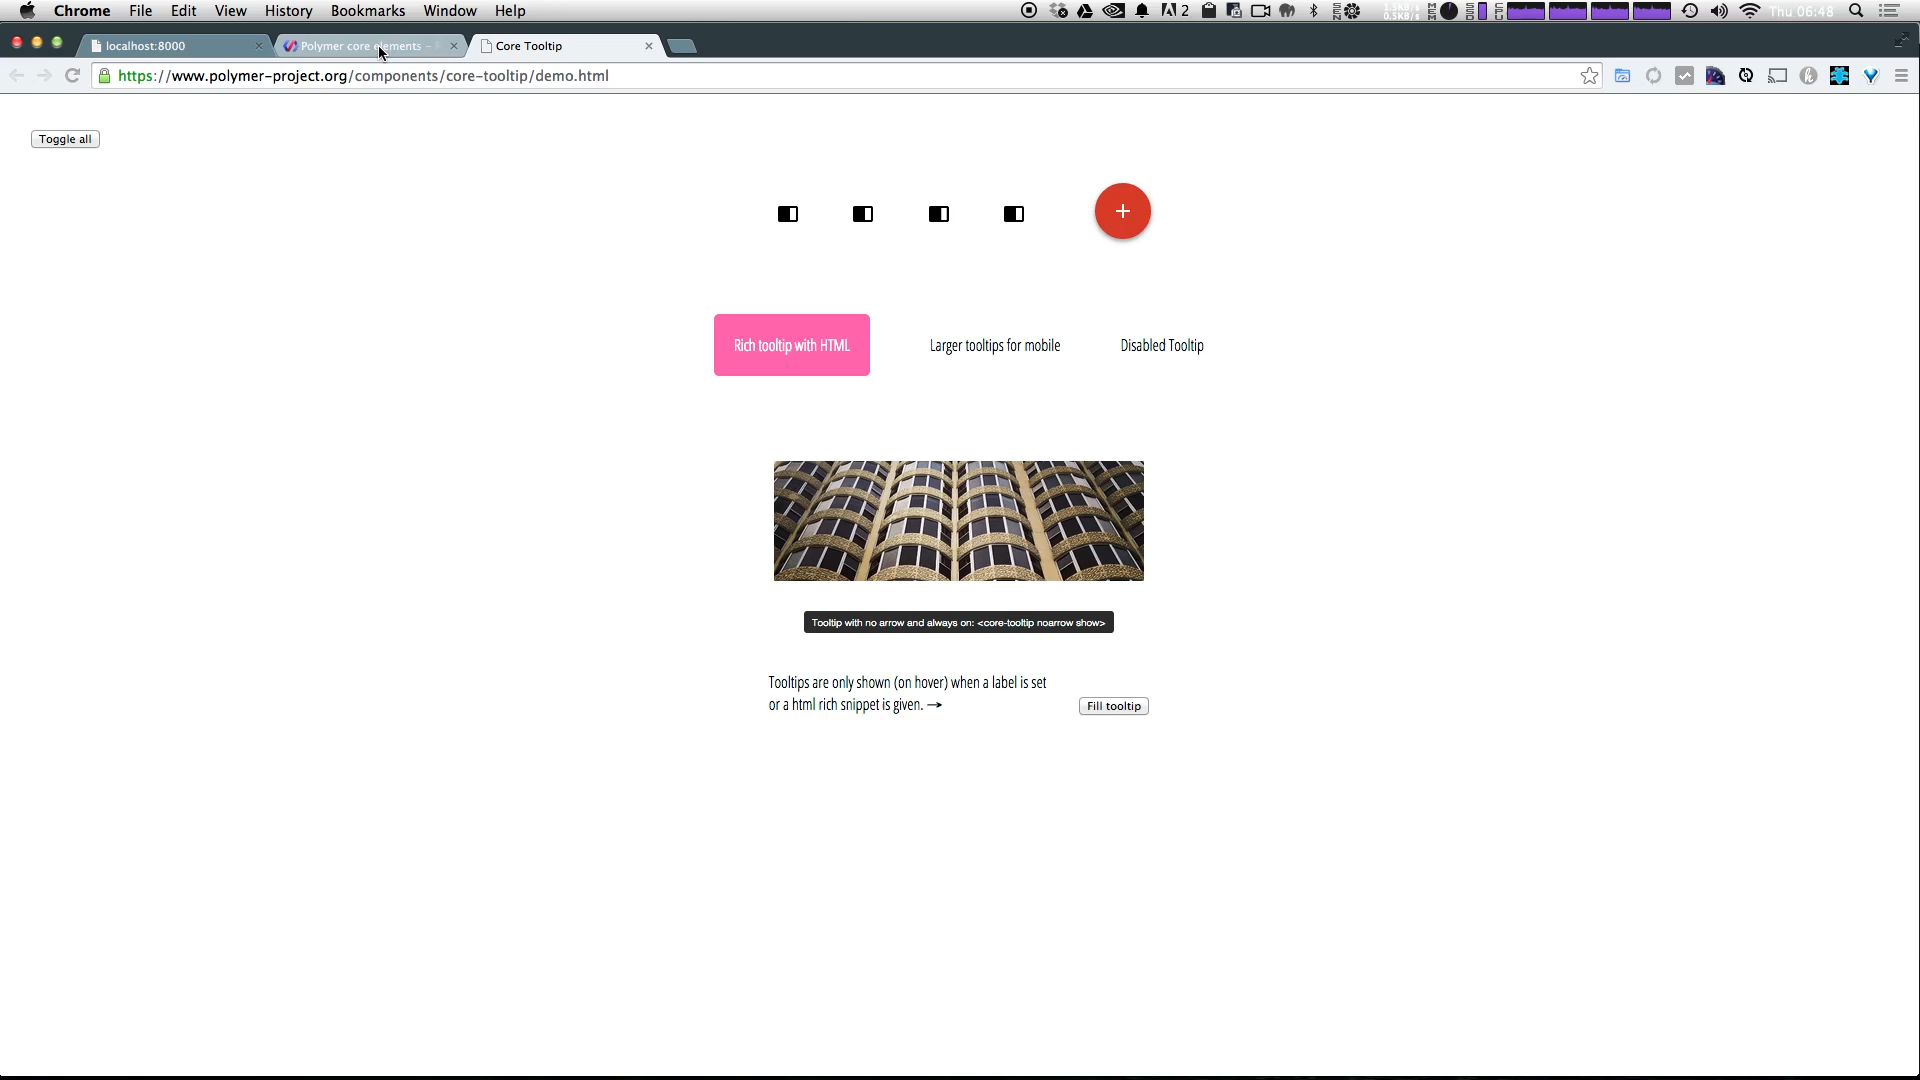 Chrome File Edit View History Bookmarks Window Help
2
Thu 06:48
localhost:8000
Polymer core elements –
Core Tooltip
https://www.polymer-project.org/components/core-tooltip/demo.html
Toggle all
+
Rich tooltip with HTML
Larger tooltips for mobile
Disabled Tooltip
Tooltip with no arrow and always on: <core-tooltip noarrow show>
Tooltips are only shown (on hover) when a label is set
or a html rich snippet is given. →
Fill tooltip